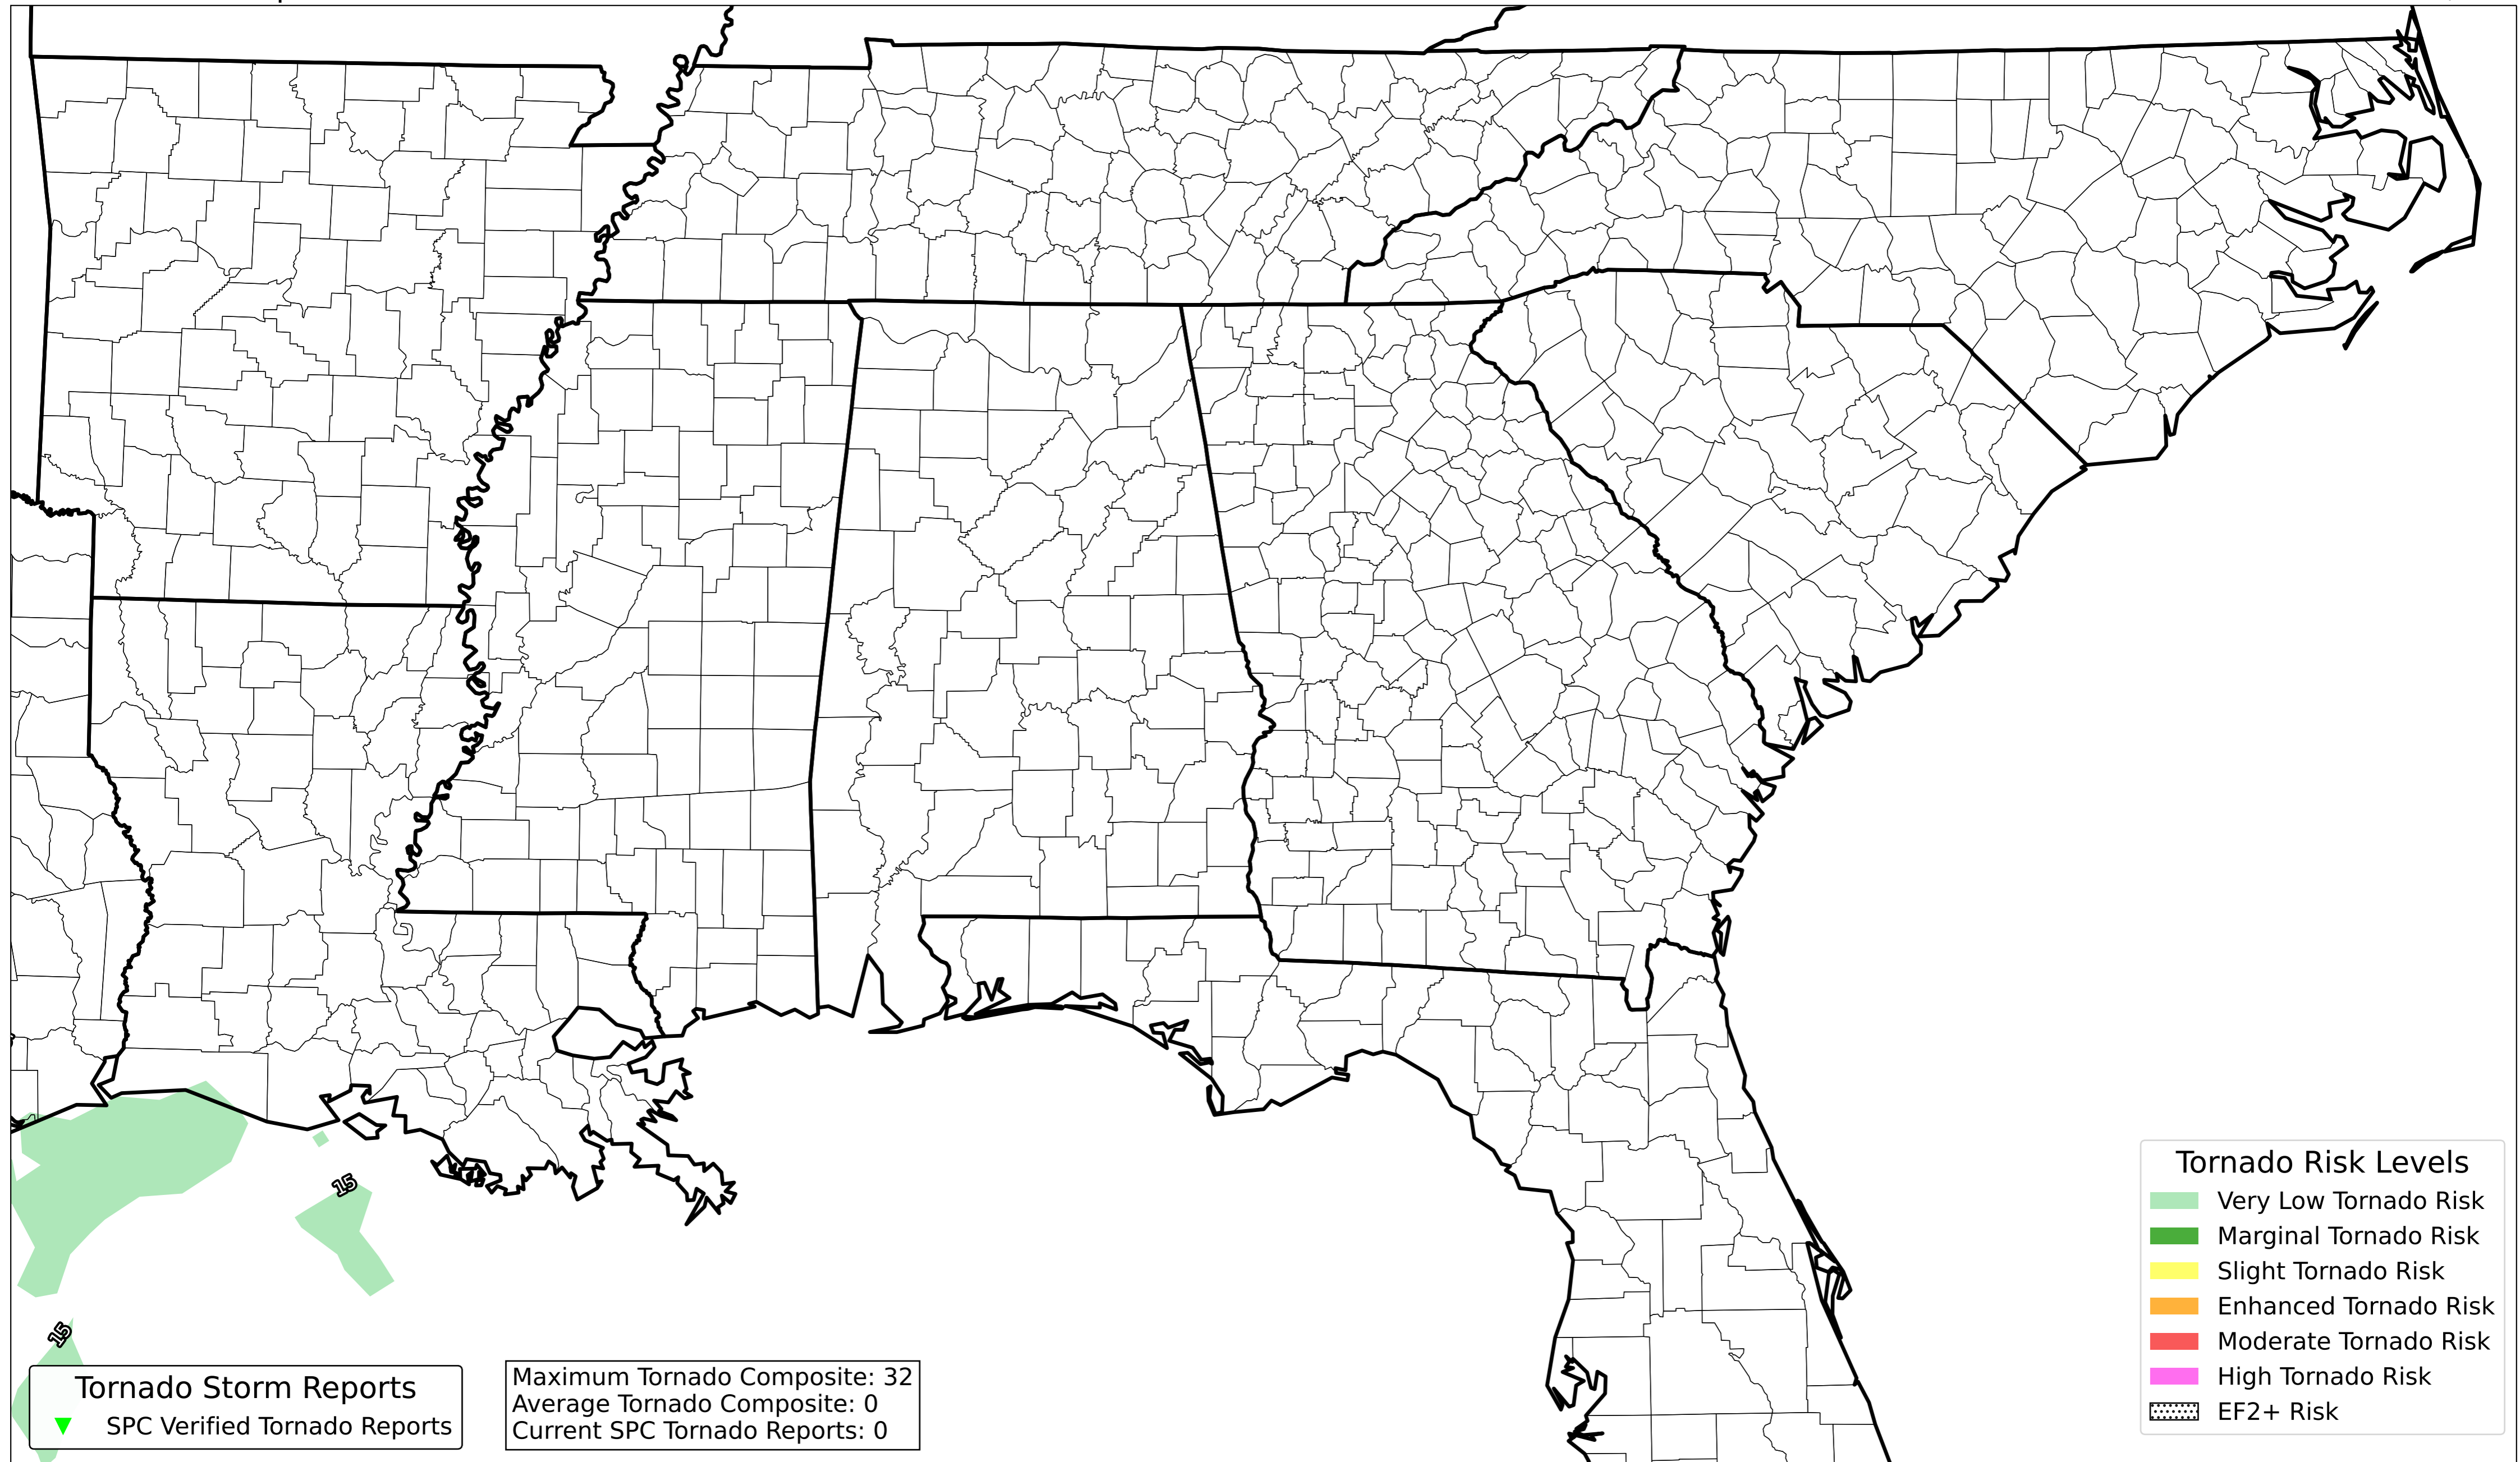 15
15
Tornado Storm Reports
SPC Verified Tornado Reports
Maximum Tornado Composite: 32
Average Tornado Composite: 0
Current SPC Tornado Reports: 0
Tornado Risk Levels
Very Low Tornado Risk
Marginal Tornado Risk
Slight Tornado Risk
Enhanced Tornado Risk
Moderate Tornado Risk
High Tornado Risk
EF2+ Risk